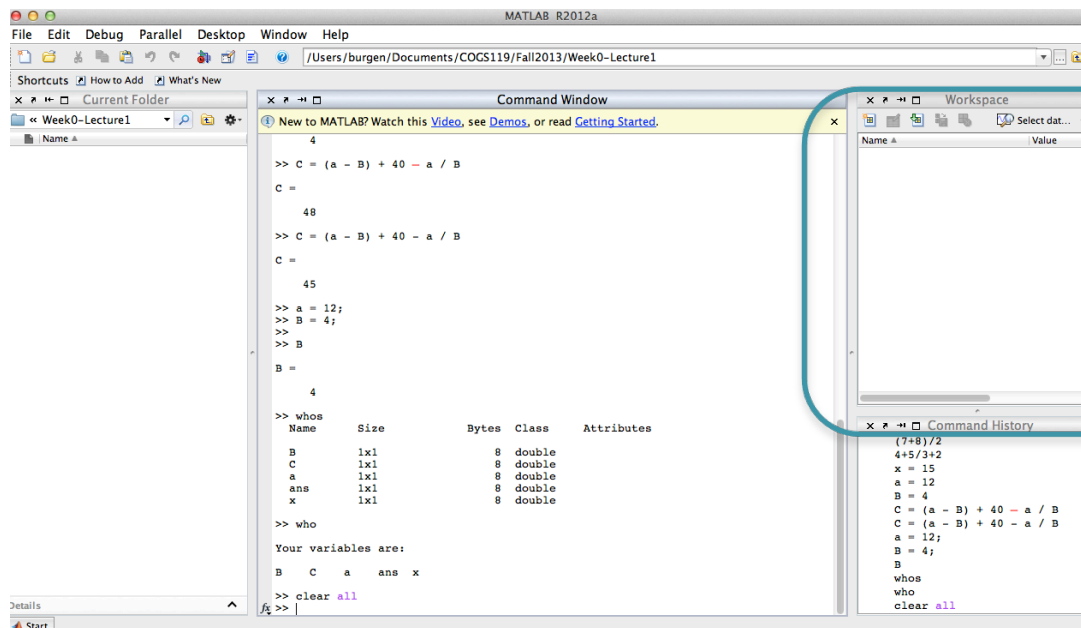 MATLAB R2012a
File Edit Debug Parallel Desktop Window Help
/Users/burgen/Documents/COGS119/Fall2013/Week0-Lecture1
Shortcuts How to Add What's New
Current Folder
« Week0-Lecture1
Name
Details
Start
Command Window
New to MATLAB? Watch this Video, see Demos, or read Getting Started.
4
>> C = (a - B) + 40 — a / B
C =
48
>> C = (a - B) + 40 - a / B
C =
45
>> a = 12;
>> B = 4;
>>
>> B
B =
4
>> whos
Name Size Bytes Class Attributes
B 1x1 8 double
C 1x1 8 double
a 1x1 8 double
ans 1x1 8 double
x 1x1 8 double
>> who
Your variables are:
B C a ans x
>> clear all
fx >>
Workspace
Select dat...
Name Value
Command History
(7+8)/2
4+5/3+2
x = 15
a = 12
B = 4
C = (a - B) + 40 — a / B
C = (a - B) + 40 - a / B
a = 12;
B = 4;
B
whos
who
clear all